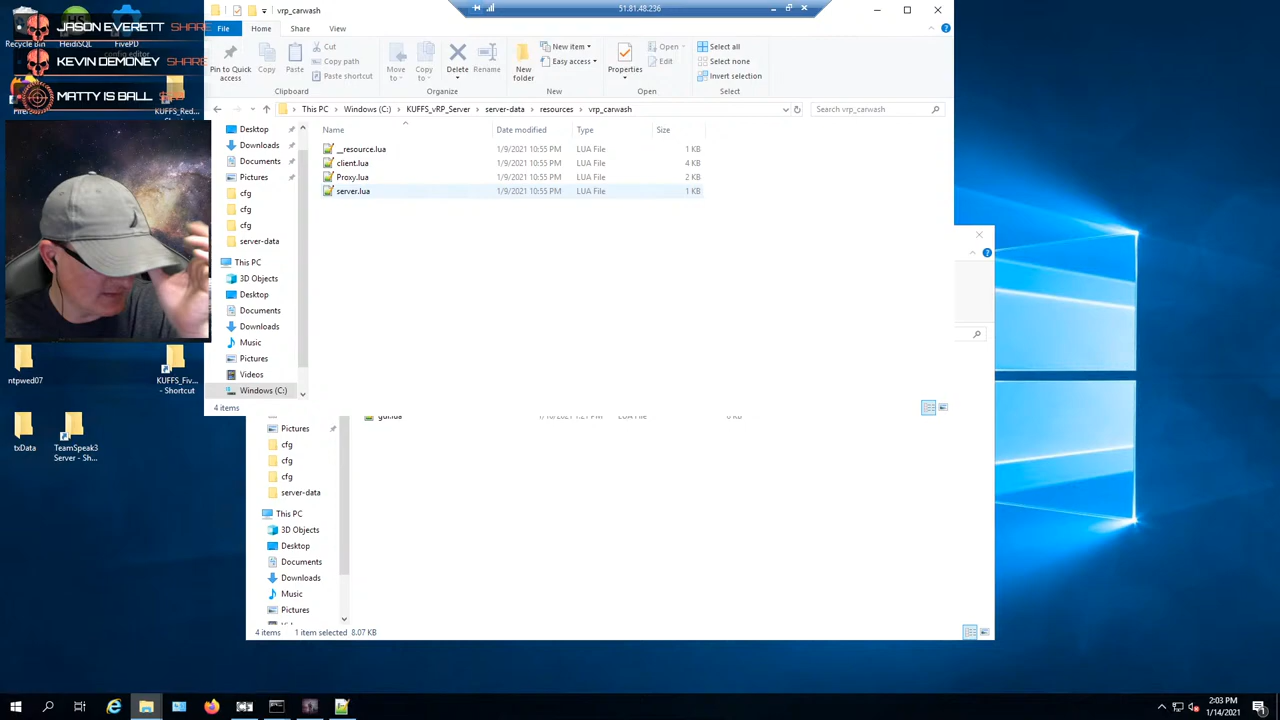 JASON EVERETT SHARE
KEVIN DEMONEY SHARE
MATTY IS BALL
Recycle Bin
HeidiSQL
FivePD
config editor
KUFFS_Red...
ntpwed07
KUFFS_Fiv...
- Shortcut
txData
TeamSpeak3
Server - Sh...
vrp_carwash
51.81.48.236
File
Home
Share
View
Pin to Quick
access
Copy
Paste
Cut
Copy path
Paste shortcut
Clipboard
Move
to
Copy
to
Delete
Rename
Organize
New
folder
New item
Easy access
New
Properties
Open
Edit
Open
Select all
Select none
Invert selection
Select
This PC
Windows (C:)
KUFFS_vRP_Server
server-data
resources
vrp_carwash
Search vrp_carwash
Name
Date modified
Type
Size
__resource.lua
1/9/2021 10:55 PM
LUA File
1 KB
client.lua
1/9/2021 10:55 PM
LUA File
4 KB
Proxy.lua
1/9/2021 10:55 PM
LUA File
2 KB
server.lua
1/9/2021 10:55 PM
LUA File
1 KB
Desktop
Downloads
Documents
Pictures
cfg
cfg
cfg
server-data
This PC
3D Objects
Desktop
Documents
Downloads
Music
Pictures
Videos
Windows (C:)
4 items
gui.lua
Pictures
cfg
cfg
cfg
server-data
This PC
3D Objects
Desktop
Documents
Downloads
Music
Pictures
4 items
1 item selected 8.07 KB
2:03 PM
1/14/2021